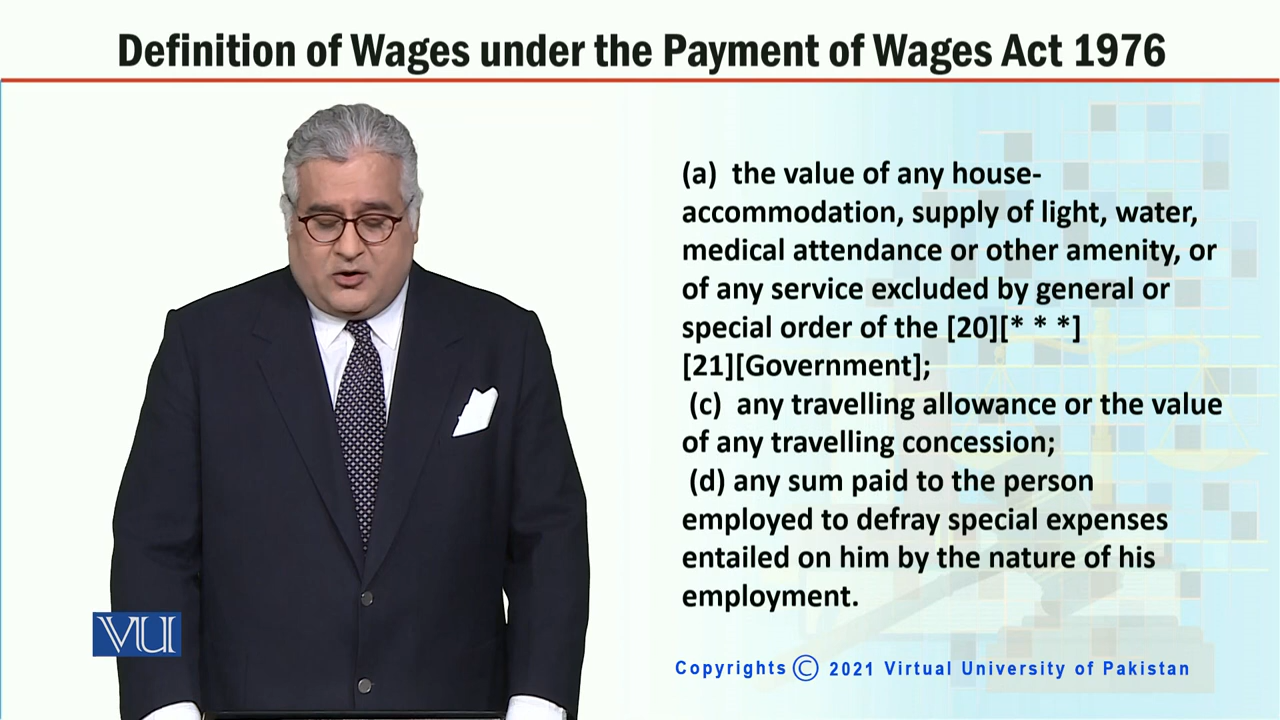 Definition of Wages under the Payment of Wages Act 1976
(a)  the value of any house-
accommodation, supply of light, water,
medical attendance or other amenity, or
of any service excluded by general or
special order of the [20][* * *]
[21][Government];
(c)  any travelling allowance or the value
of any travelling concession;
(d) any sum paid to the person
employed to defray special expenses
entailed on him by the nature of his
employment.
VU
Copyrights © 2021 Virtual University of Pakistan